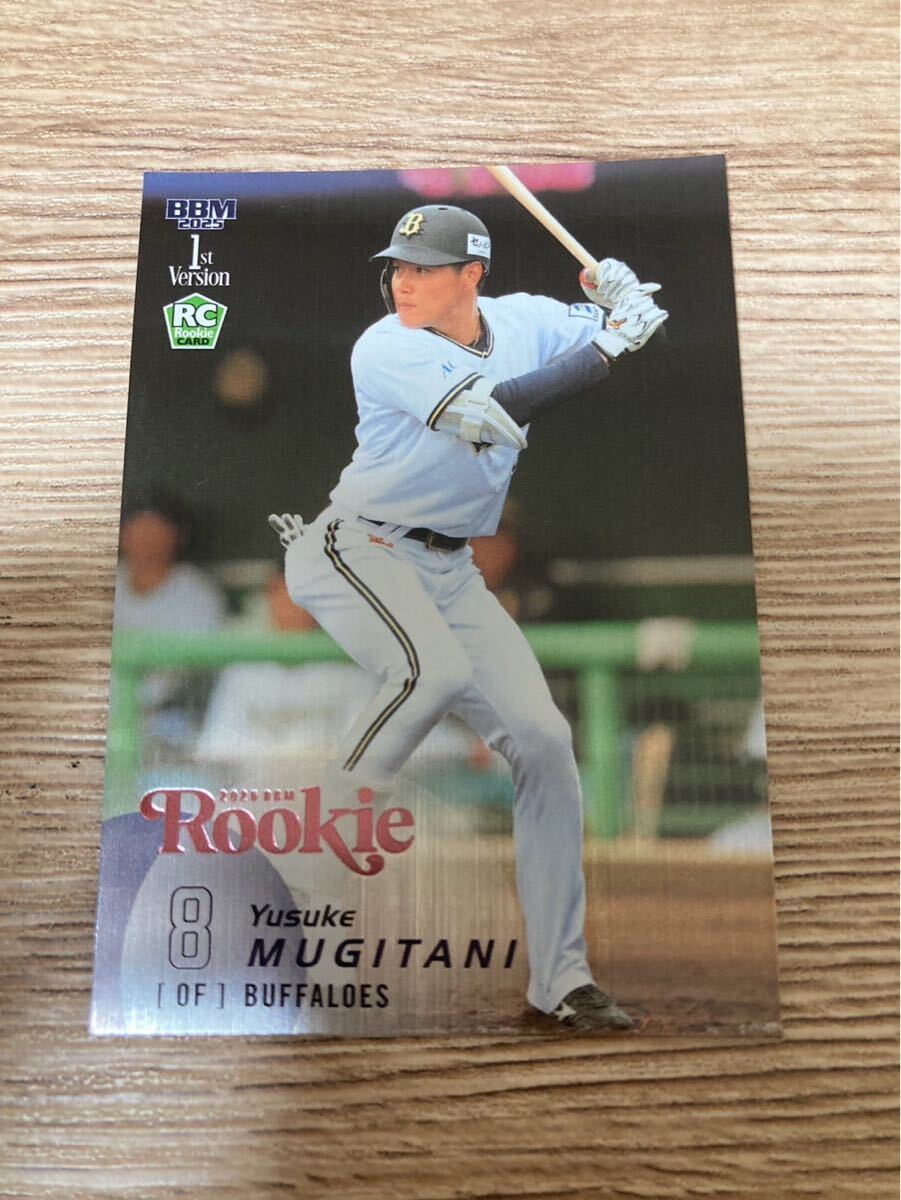 BBM
2025
1st
Version
RC
Rookie
CARD
B
2025 BBM
Rookie
8
Yusuke
MUGITANI
[ OF ] BUFFALOES